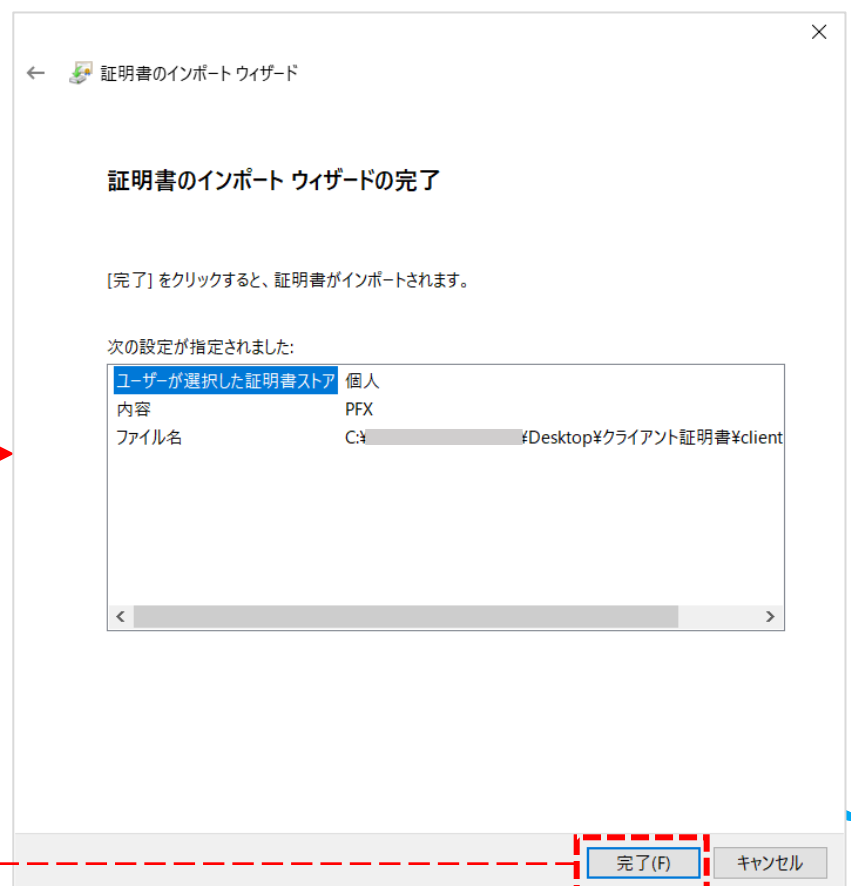 証明書のインポート ウィザード
証明書のインポート ウィザードの完了
[完了] をクリックすると、証明書がインポートされます。
次の設定が指定されました:
ユーザーが選択した証明書ストア 個人
内容 PFX
ファイル名 C:¥ ¥Desktop¥クライアント証明書¥client
完了(F) キャンセル